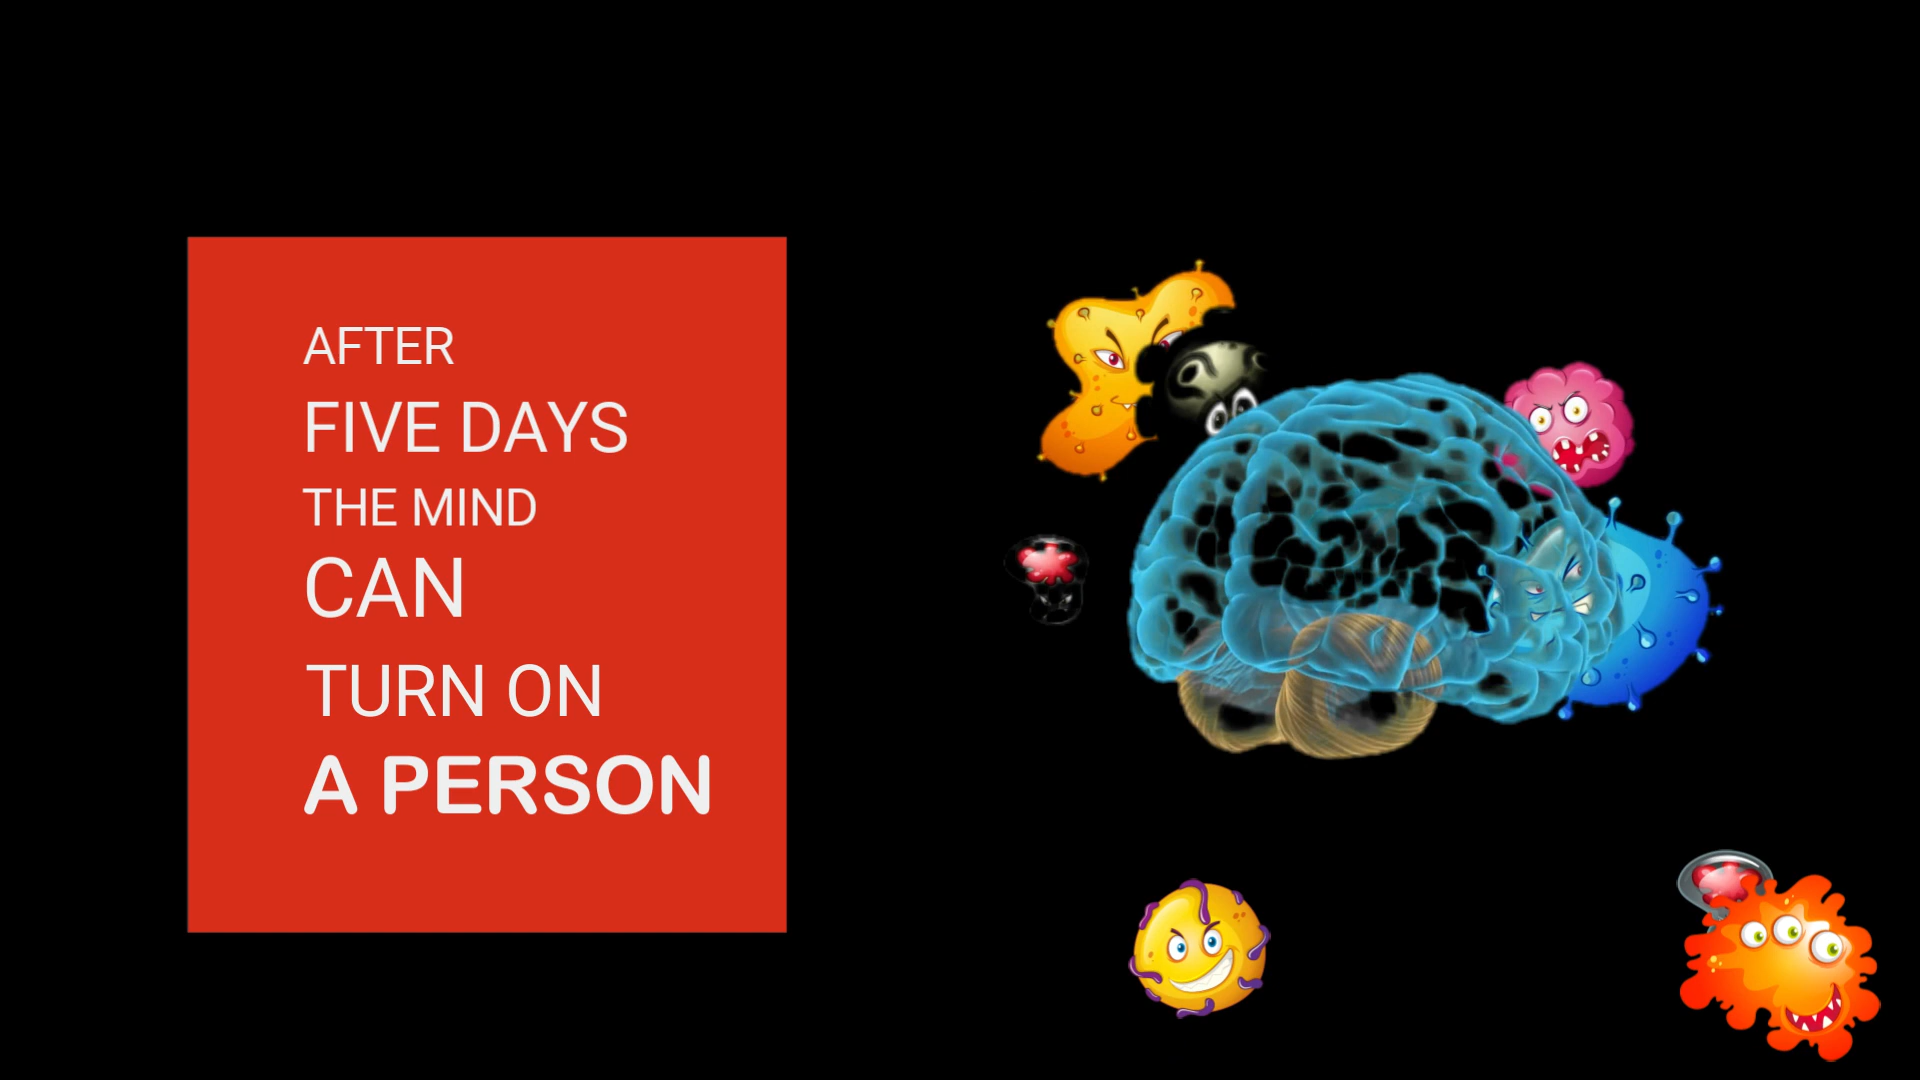 AFTER
FIVE DAYS
THE MIND
CAN
TURN ON
A PERSON